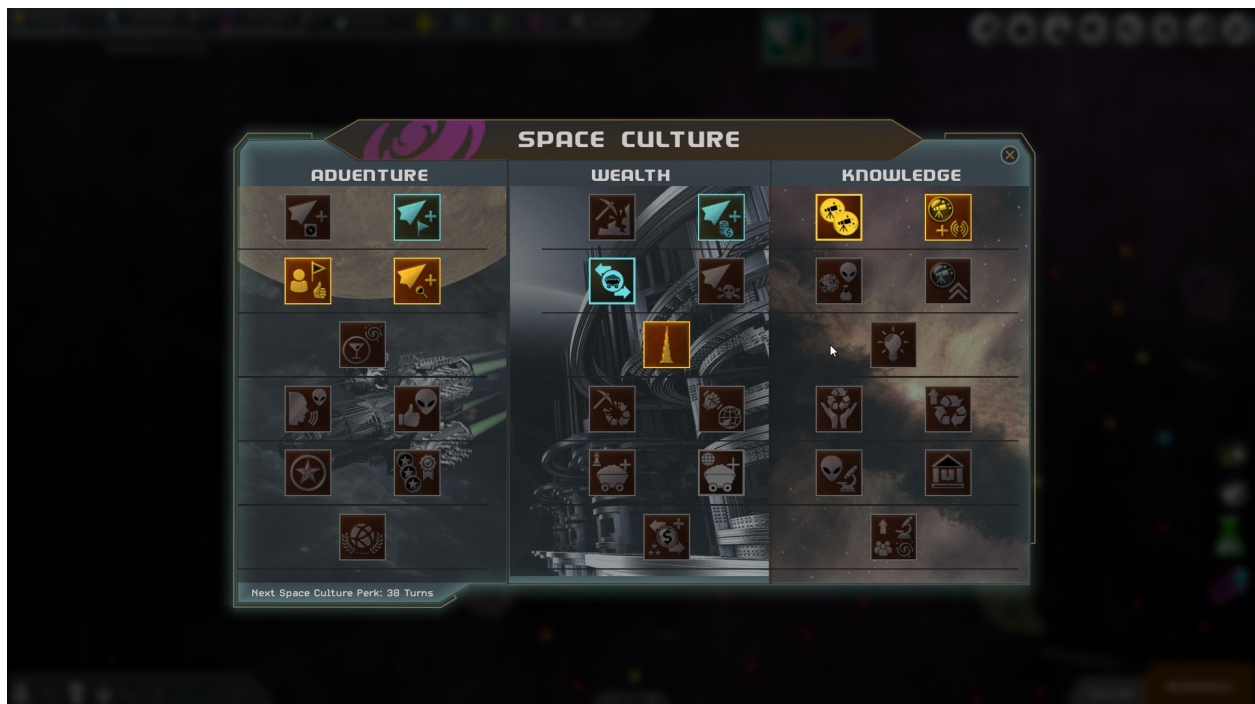 SPACE CULTURE
ADVENTURE
WEALTH
KNOWLEDGE
Next Space Culture Perk: 38 Turns